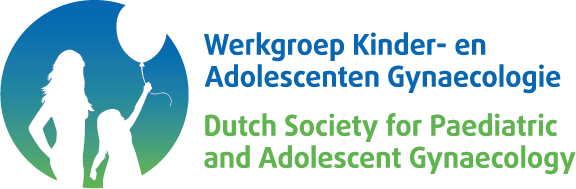 Werkgroep Kinder- en
Adolescenten Gynaecologie
Dutch Society for Paediatric
and Adolescent Gynaecology